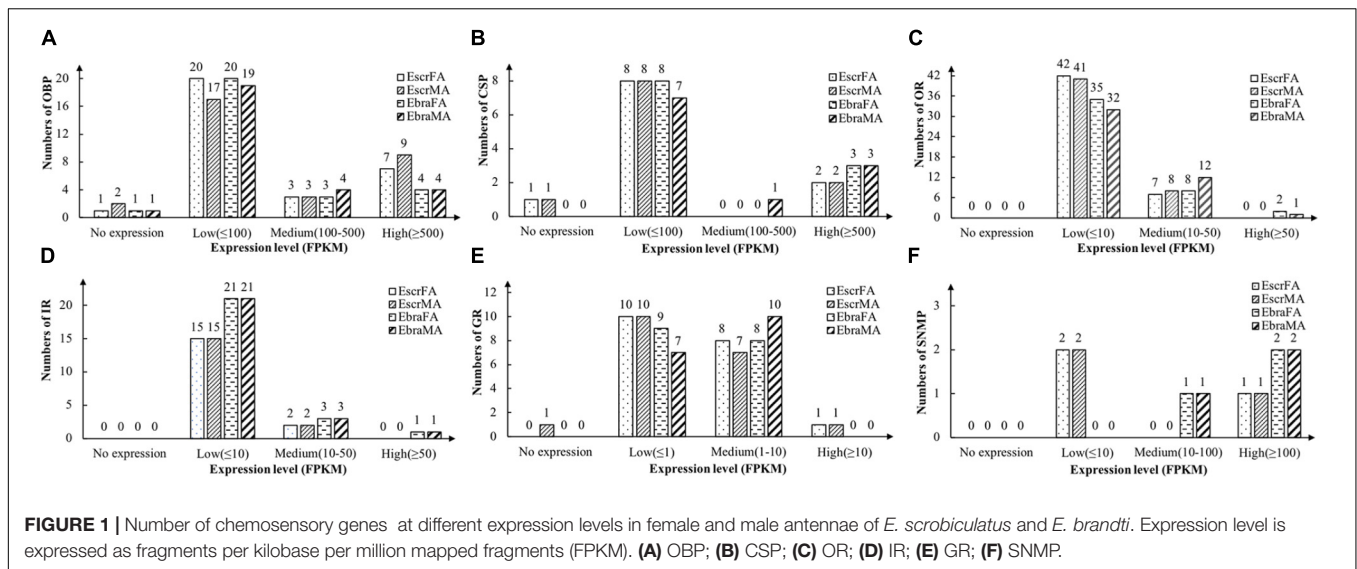 A
Numbers of OBP
20
16
12
8
4
0
1 2 1 1
20 17 20 19
3 3 3 4
7 9 4 4
EscrFA
EscrMA
EbraFA
EbraMA
No expression Low(≤100) Medium(100-500) High(≥500)
Expression level (FPKM)
B
Numbers of CSP
8
6
4
2
0
1 1 0 0
8 8 8 7
0 0 0 1
2 2 3 3
EscrFA
EscrMA
EbraFA
EbraMA
No expression Low(≤100) Medium(100-500) High(≥500)
Expression level (FPKM)
C
Numbers of OR
42
36
30
24
18
12
6
0
0 0 0 0
42 41 35 32
7 8 8 12
0 0 2 1
EscrFA
EscrMA
EbraFA
EbraMA
No expression Low(≤10) Medium(10-50) High(≥50)
Expression level (FPKM)
D
Numbers of IR
20
15
10
5
0
0 0 0 0
15 15 21 21
2 2 3 3
0 0 1 1
EscrFA
EscrMA
EbraFA
EbraMA
No expression Low(≤10) Medium(10-50) High(≥50)
Expression level (FPKM)
E
Numbers of GR
12
10
8
6
4
2
0
0 1 0 0
10 10 9 7
8 7 8 10
1 1 0 0
EscrFA
EscrMA
EbraFA
EbraMA
No expression Low(≤1) Medium(1-10) High(≥10)
Expression level (FPKM)
F
Numbers of SNMP
3
2
1
0
0 0 0 0
2 2 0 0
0 0 1 1
1 1 2 2
EscrFA
EscrMA
EbraFA
EbraMA
No expression Low(≤10) Medium(10-100) High(≥100)
Expression level (FPKM)
FIGURE 1 | Number of chemosensory genes at different expression levels in female and male antennae of E. scrobiculatus and E. brandti. Expression level is
expressed as fragments per kilobase per million mapped fragments (FPKM). (A) OBP; (B) CSP; (C) OR; (D) IR; (E) GR; (F) SNMP.